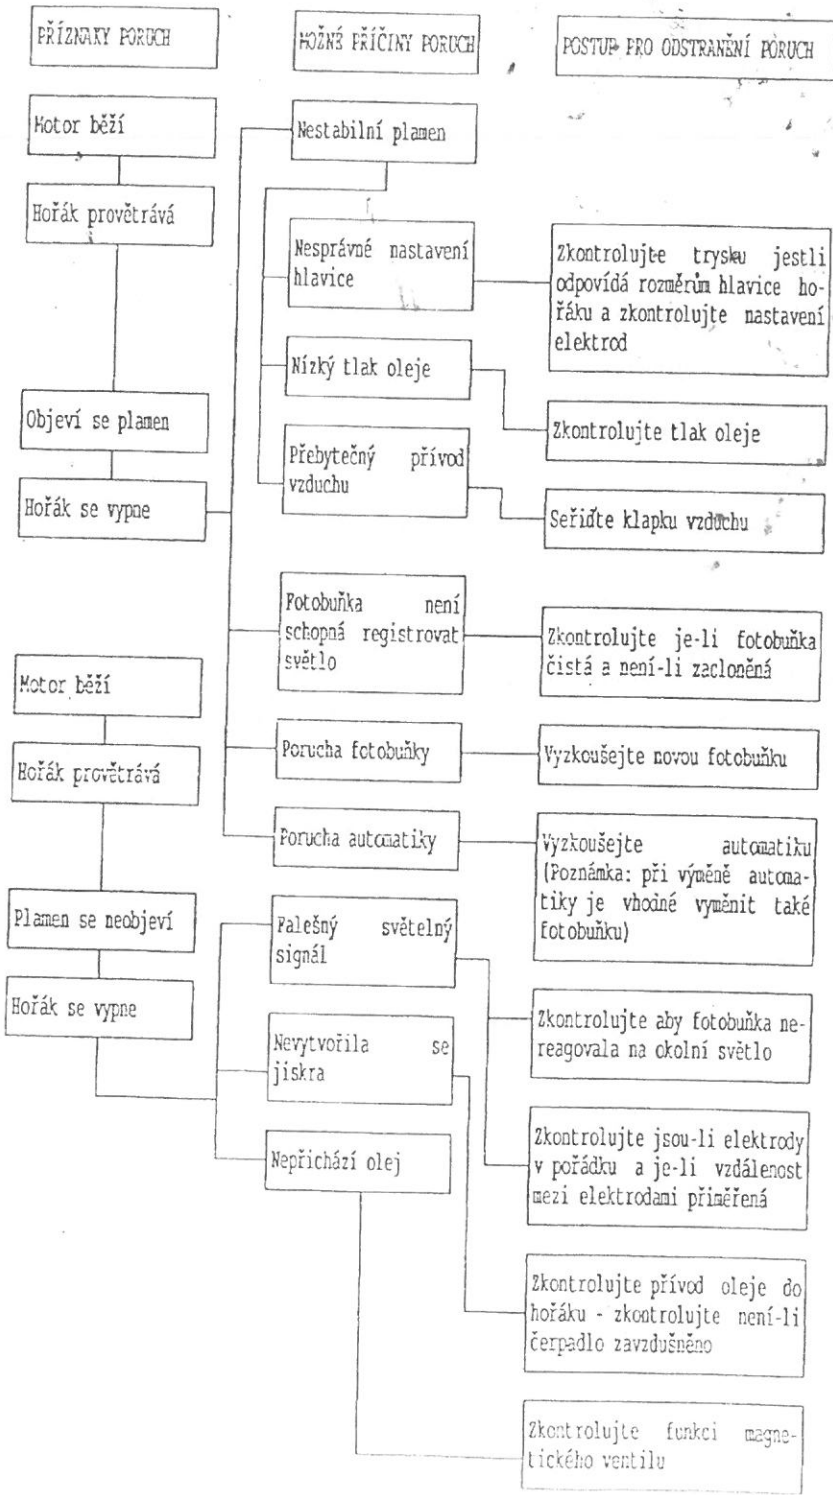 PŘÍZNAKY PORUCH
MOŽNÉ PŘÍČINY PORUCH
POSTUP PRO ODSTRANĚNÍ PORUCH
Motor běží
Hořák provětrává
Objeví se plamen
Hořák se vypne
Nestabilní plamen
Nesprávné nastavení
hlavice
Zkontrolujte trysku jestli
odpovídá rozměrům hlavice ho-
řáku a zkontrolujte nastavení
elektrod
Nízký tlak oleje
Zkontrolujte tlak oleje
Přebytečný přívod
vzduchu
Seřiďte klapku vzduchu
Fotobuňka není
schopná registrovat
světlo
Zkontrolujte je-li fotobuňka
čistá a není-li zacloněná
Porucha fotobuňky
Vyzkoušejte novou fotobuňku
Porucha automatiky
Vyzkoušejte automatiku
(Poznámka: při výměně automa-
tiky je vhodné vyměnit také
fotobuňku)
Motor běží
Hořák provětrává
Plamen se neobjeví
Hořák se vypne
Falešný světelný
signál
Zkontrolujte aby fotobuňka ne-
reagovala na okolní světlo
Nevytvořila se
jiskra
Zkontrolujte jsou-li elektrody
v pořádku a je-li vzdálenost
mezi elektrodami přiměřená
Nepřichází olej
Zkontrolujte přívod oleje do
hořáku - zkontrolujte není-li
čerpadlo zavzdušněno
Zkontrolujte funkci magne-
tického ventilu